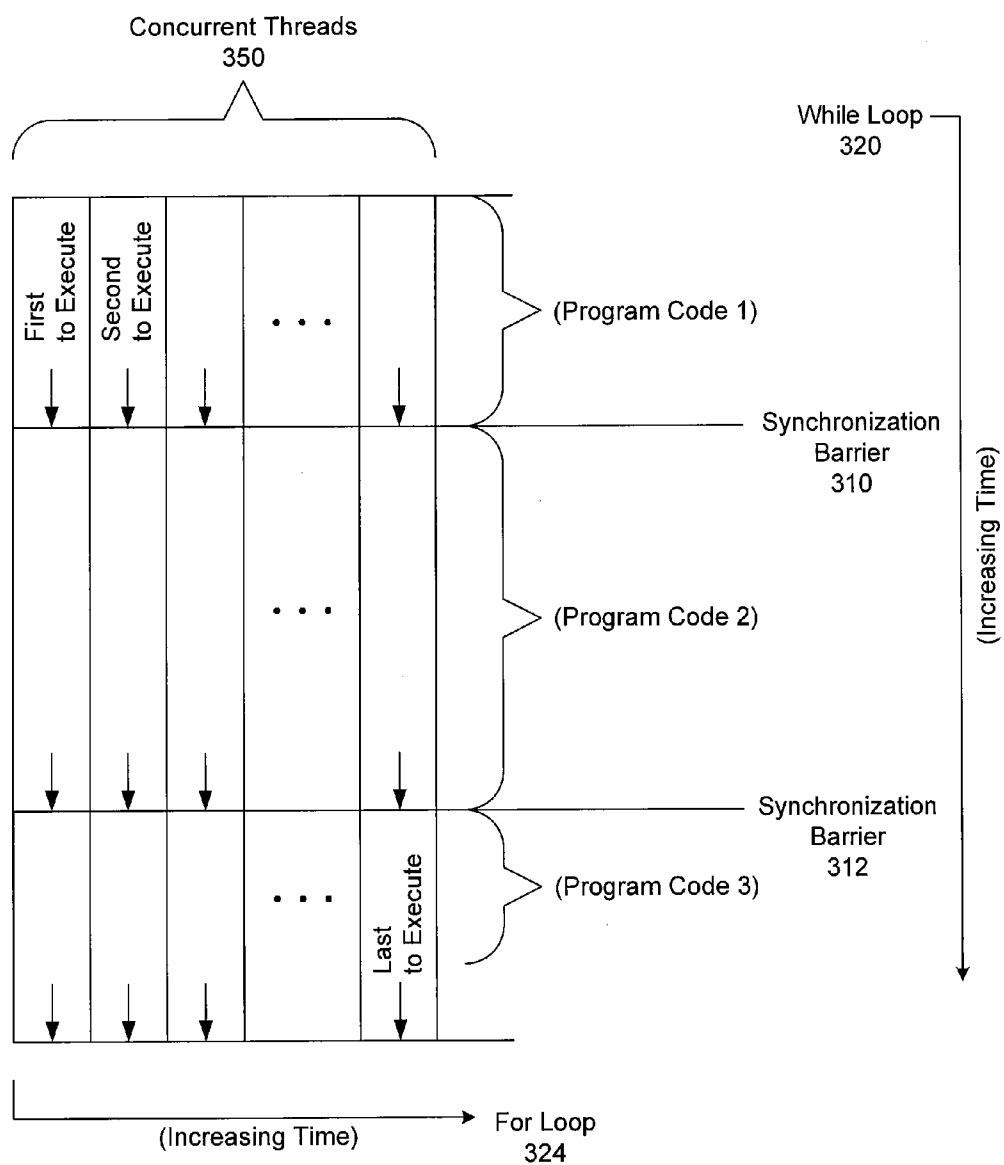 Concurrent Threads
350
While Loop
320
First
to Execute
Second
to Execute
. . .
(Program Code 1)
Synchronization
Barrier
310
(Increasing Time)
. . .
(Program Code 2)
Synchronization
Barrier
312
. . .
(Program Code 3)
Last
to Execute
(Increasing Time)
For Loop
324